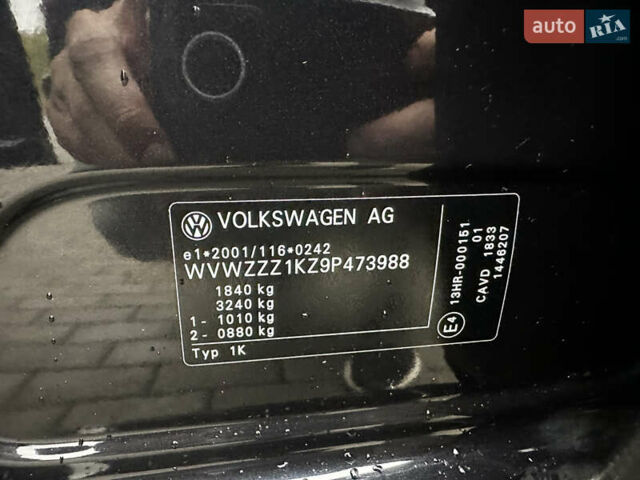 auto RIA
.com
VOLKSWAGEN AG
e1*2001/116*0242
WVWZZZ1KZ9P473988
1840 kg
3240 kg
1 - 1010 kg
2 - 0880 kg
Typ 1K
E4
13HR-000151
01
CAVD 1833
1446207